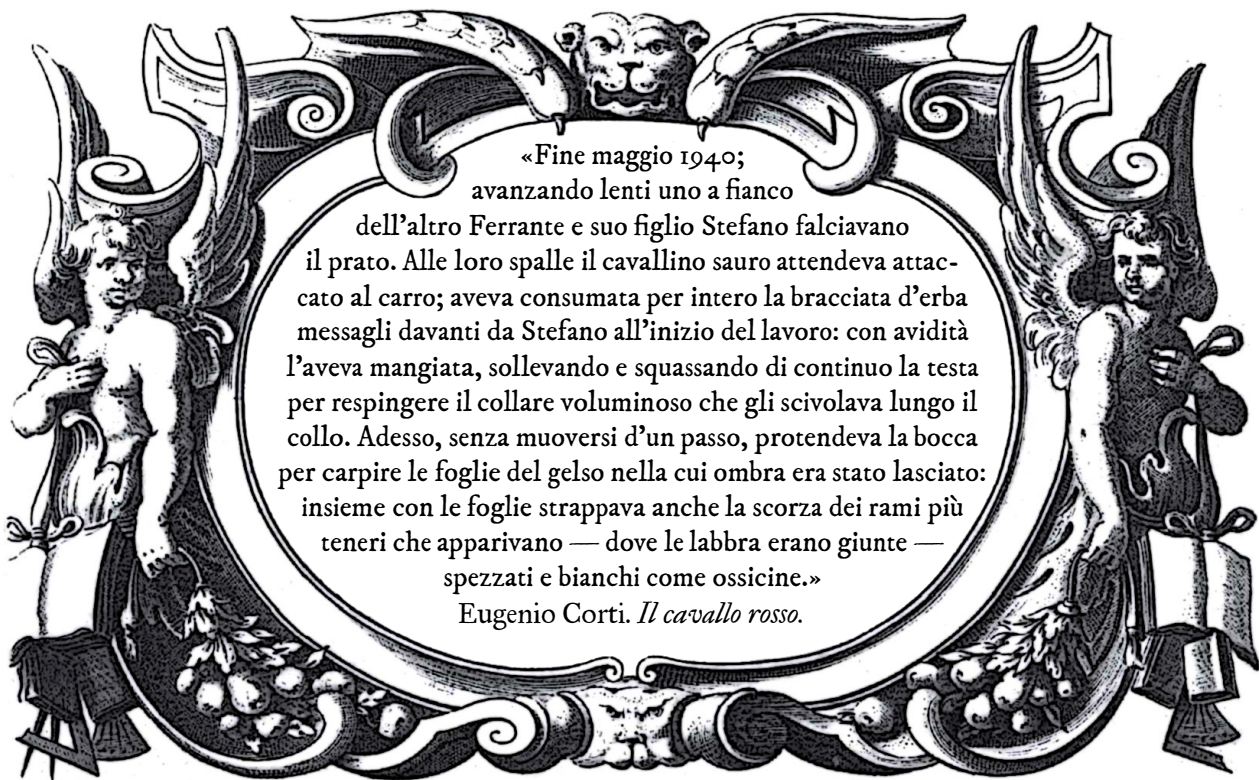 «Fine maggio 1940;
avanzando lenti uno a fianco
dell'altro Ferrante e suo figlio Stefano falciavano
il prato. Alle loro spalle il cavallino sauro attendeva attac-
cato al carro; aveva consumata per intero la bracciata d'erba
messagli davanti da Stefano all'inizio del lavoro: con avidità
l'aveva mangiata, sollevando e squassando di continuo la testa
per respingere il collare voluminoso che gli scivolava lungo il
collo. Adesso, senza muoversi d'un passo, protendeva la bocca
per carpire le foglie del gelso nella cui ombra era stato lasciato:
insieme con le foglie strappava anche la scorza dei rami più
teneri che apparivano — dove le labbra erano giunte —
spezzati e bianchi come ossicine.»
Eugenio Corti. Il cavallo rosso.